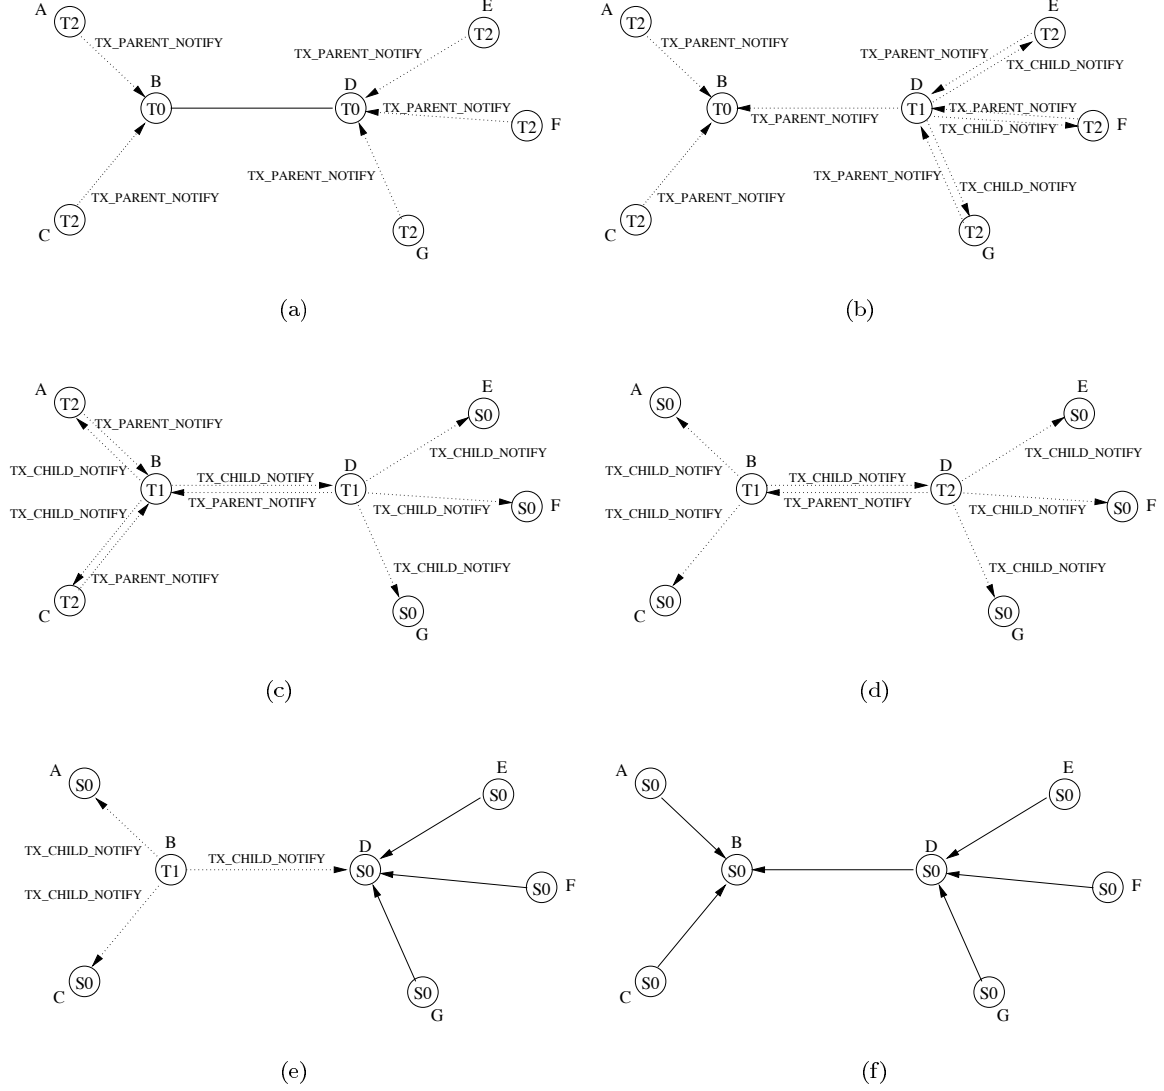 A
T2
TX_PARENT_NOTIFY
B
T0
C
T2
TX_PARENT_NOTIFY
E
T2
TX_PARENT_NOTIFY
D
T0
TX_PARENT_NOTIFY
T2
F
TX_PARENT_NOTIFY
T2
G
(a)
A
T2
TX_PARENT_NOTIFY
B
T0
C
T2
TX_PARENT_NOTIFY
TX_PARENT_NOTIFY
E
T2
TX_PARENT_NOTIFY
TX_CHILD_NOTIFY
D
T1
TX_PARENT_NOTIFY
TX_CHILD_NOTIFY
T2
F
TX_PARENT_NOTIFY
TX_CHILD_NOTIFY
T2
G
(b)
A
T2
TX_PARENT_NOTIFY
TX_CHILD_NOTIFY
B
T1
TX_CHILD_NOTIFY
TX_PARENT_NOTIFY
TX_CHILD_NOTIFY
TX_PARENT_NOTIFY
C
T2
E
S0
TX_CHILD_NOTIFY
D
T1
TX_CHILD_NOTIFY
S0
F
TX_CHILD_NOTIFY
S0
G
(c)
A
S0
TX_CHILD_NOTIFY
B
T1
TX_CHILD_NOTIFY
TX_PARENT_NOTIFY
TX_CHILD_NOTIFY
C
S0
E
S0
TX_CHILD_NOTIFY
D
T2
TX_CHILD_NOTIFY
S0
F
TX_CHILD_NOTIFY
S0
G
(d)
A
S0
TX_CHILD_NOTIFY
B
T1
TX_CHILD_NOTIFY
TX_CHILD_NOTIFY
C
S0
E
S0
D
S0
S0
F
S0
G
(e)
A
S0
B
S0
C
S0
E
S0
D
S0
S0
F
S0
G
(f)